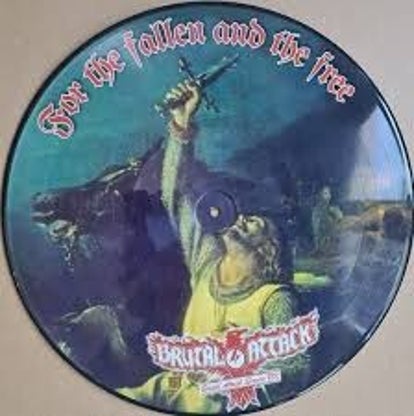 For the fallen and the free
BRUTAL ATTACK